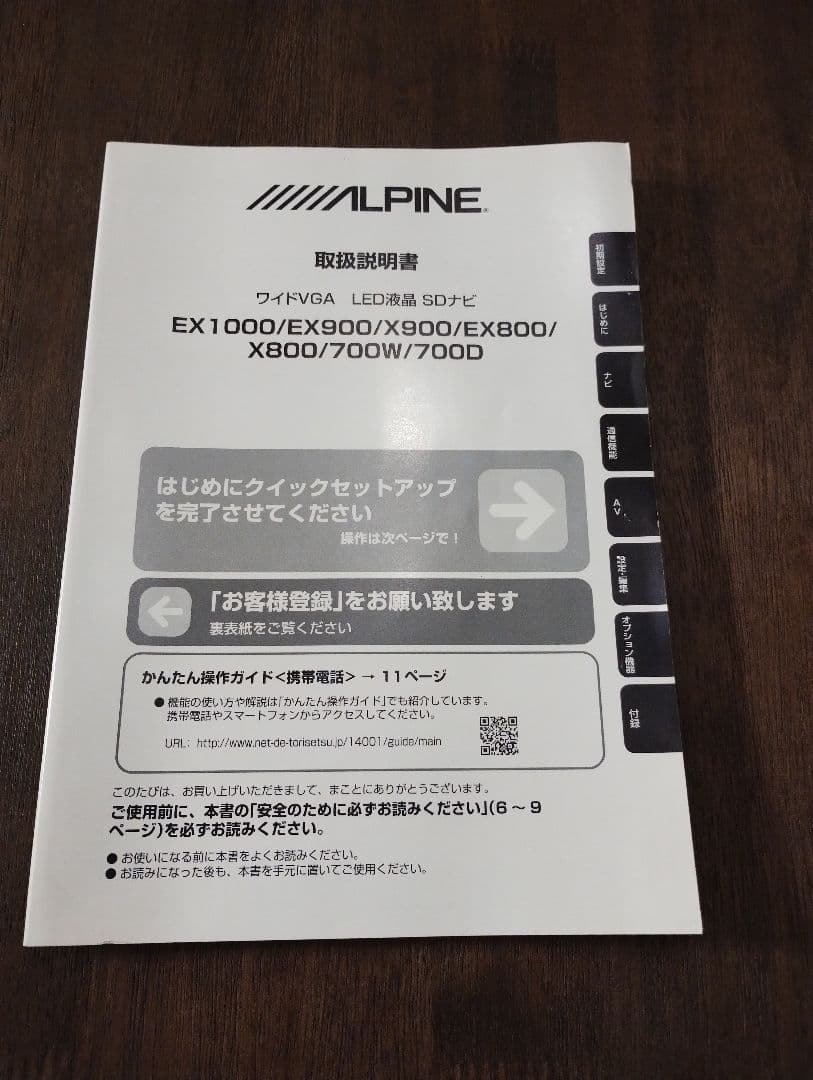 ALPINE
取扱説明書
ワイドVGA LED液晶 SDナビ
EX1000/EX900/X900/EX800/
X800/700W/700D
はじめにクイックセットアップ
を完了させてください
操作は次ページで！
「お客様登録」をお願い致します
裏表紙をご覧ください
かんたん操作ガイド<携帯電話> → 11ページ
● 機能の使い方や解説は「かんたん操作ガイド」でも紹介しています。
携帯電話やスマートフォンからアクセスしてください。
URL: http://www.net-de-torisetsu.jp/14001/guide/main
このたびは、お買い上げいただきまして、まことにありがとうございます。
ご使用前に、本書の「安全のために必ずお読みください」(6 〜 9
ページ)を必ずお読みください。
● お使いになる前に本書をよくお読みください。
● お読みになった後も、本書を手元に置いてご使用ください。
初期設定
はじめに
ナビ
通信機能
AV
設定・編集
オプション機器
付録